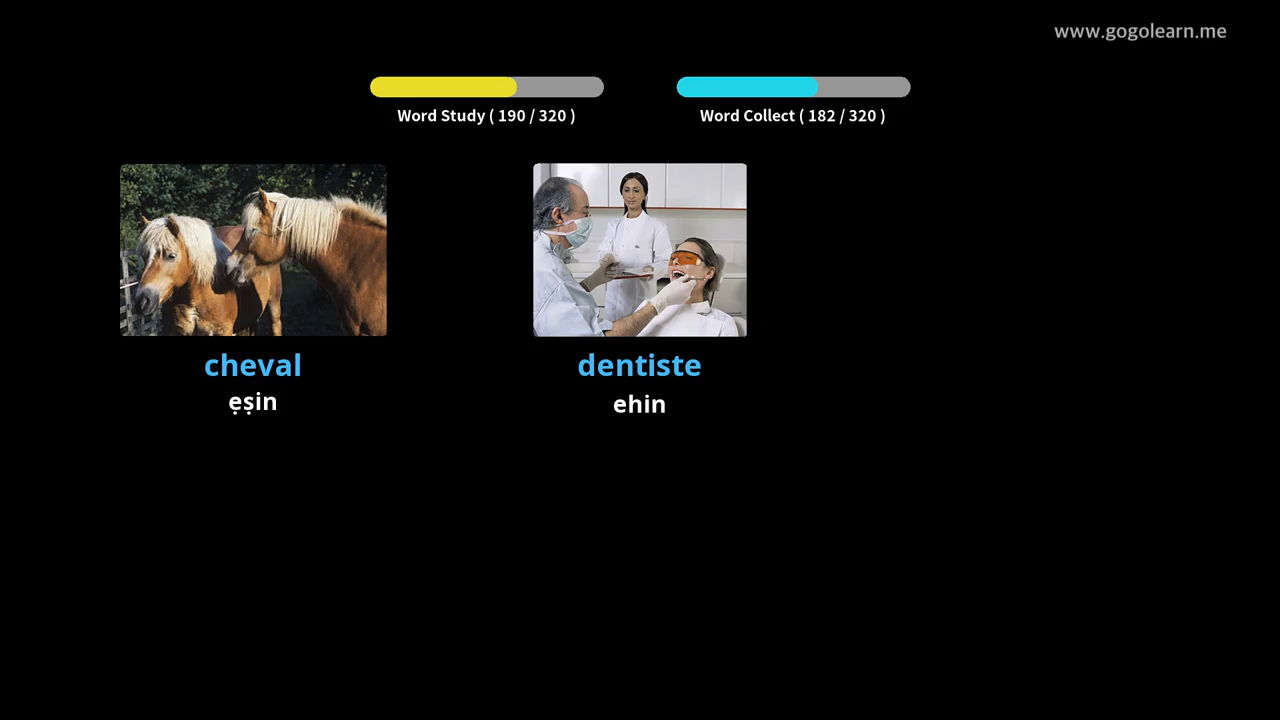 www.gogolearn.me
Word Study ( 190 / 320 )
Word Collect ( 182 / 320 )
cheval
ẹṣin
dentiste
ehin